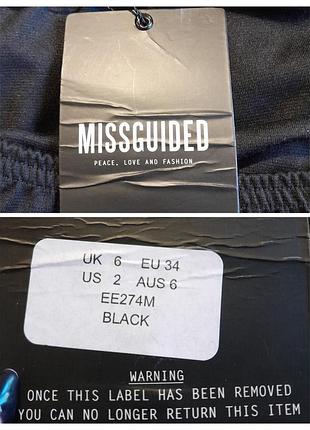 MISSGUIDED
PEACE, LOVE AND FASHION
UK 6 EU 34
US 2 AUS 6
EE274M
BLACK
WARNING
ONCE THIS LABEL HAS BEEN REMOVED
YOU CAN NO LONGER RETURN THIS ITEM